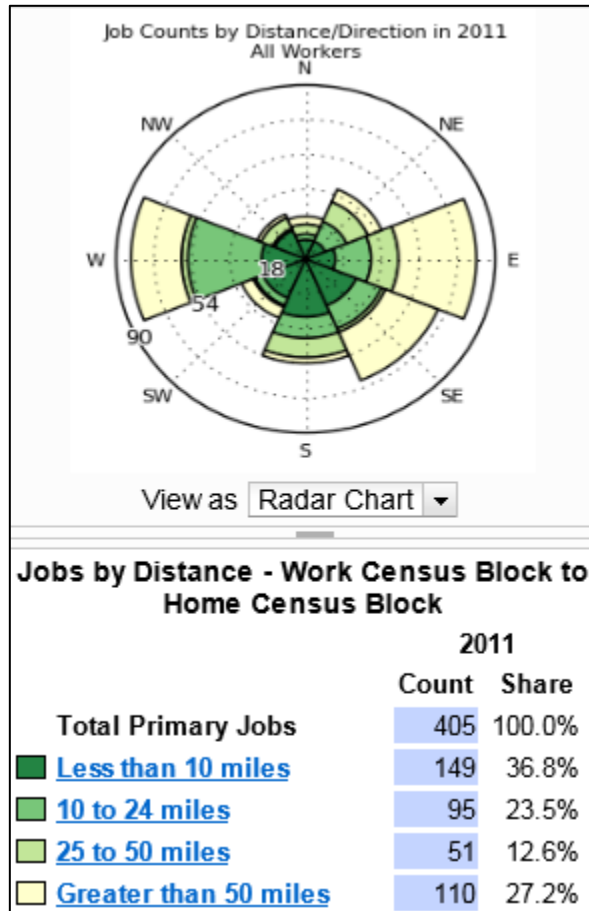 Job Counts by Distance/Direction in 2011
All Workers
N
NW
NE
W
18
E
54
90
SW
SE
S
View as Radar Chart
Jobs by Distance - Work Census Block to
Home Census Block
2011
Count Share
Total Primary Jobs 405 100.0%
Less than 10 miles 149 36.8%
10 to 24 miles 95 23.5%
25 to 50 miles 51 12.6%
Greater than 50 miles 110 27.2%